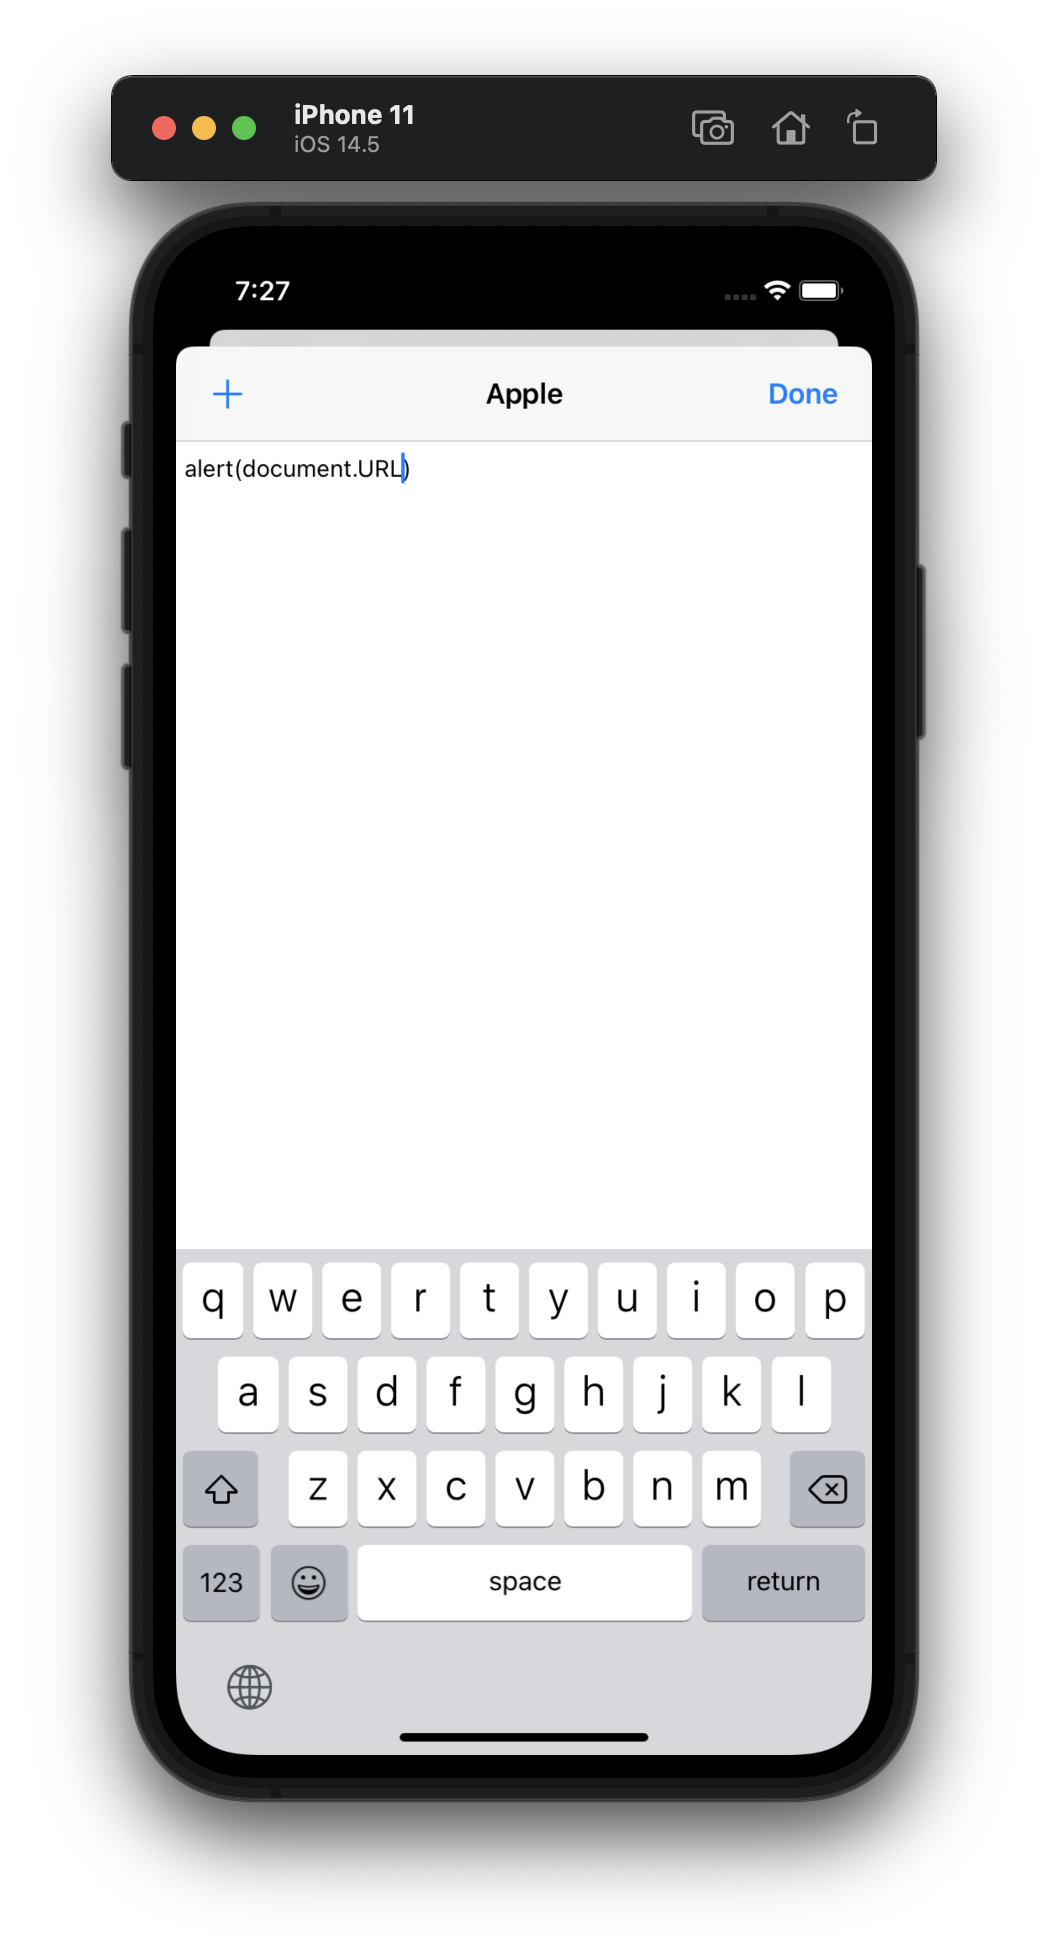 iPhone 11
iOS 14.5
7:27
Apple
Done
alert(document.URL)
q w e r t y u i o p
a s d f g h j k l
z x c v b n m
123 space return